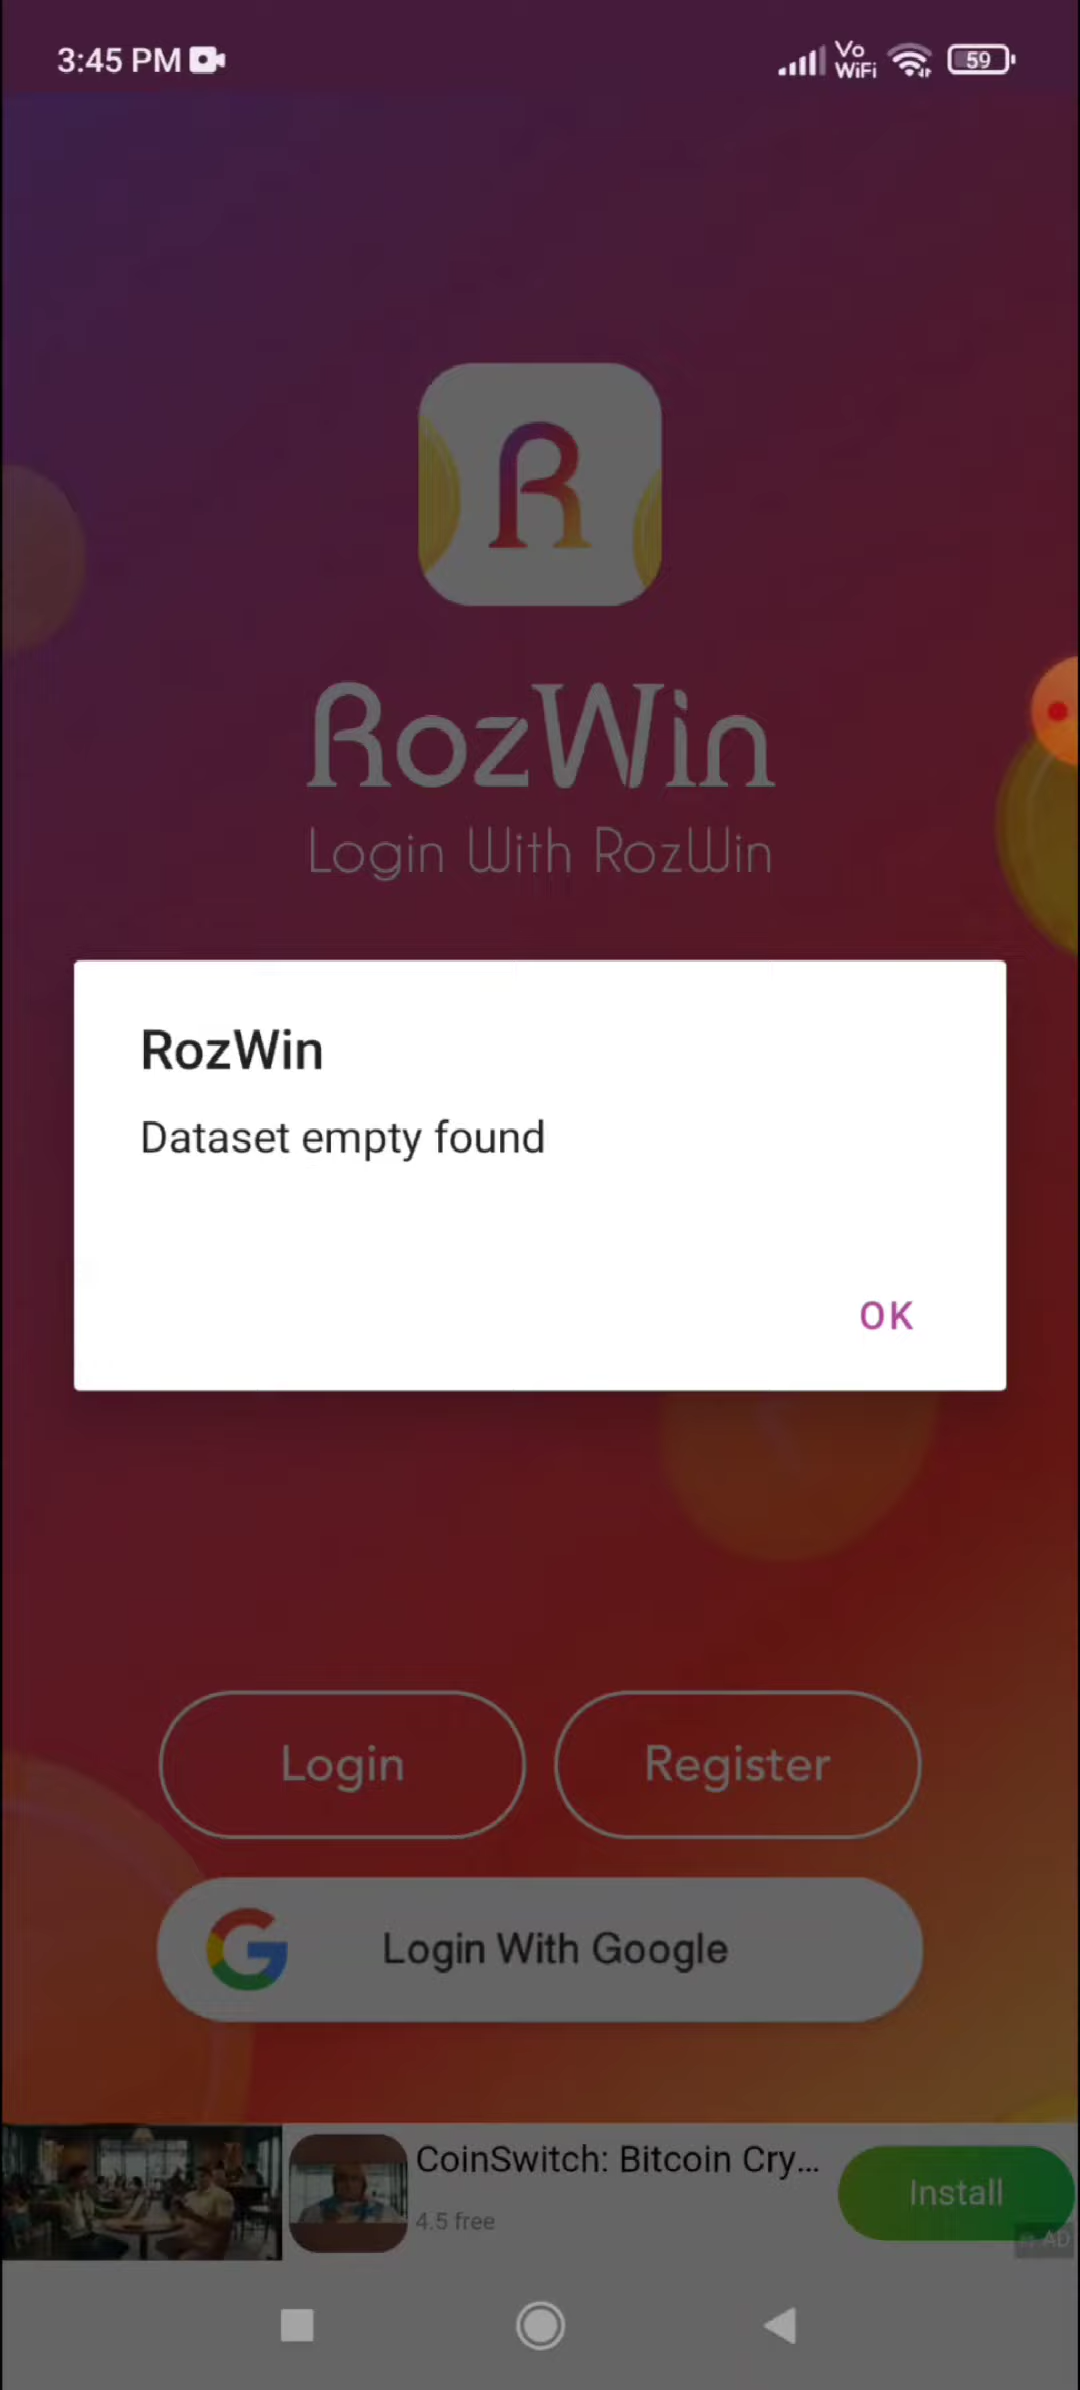 3:45 PM
Vo
WiFi
59
R
RozWin
Login With RozWin
RozWin
Dataset empty found
OK
Login
Register
G
Login With Google
CoinSwitch: Bitcoin Cry...
4.5 free
Install
AD